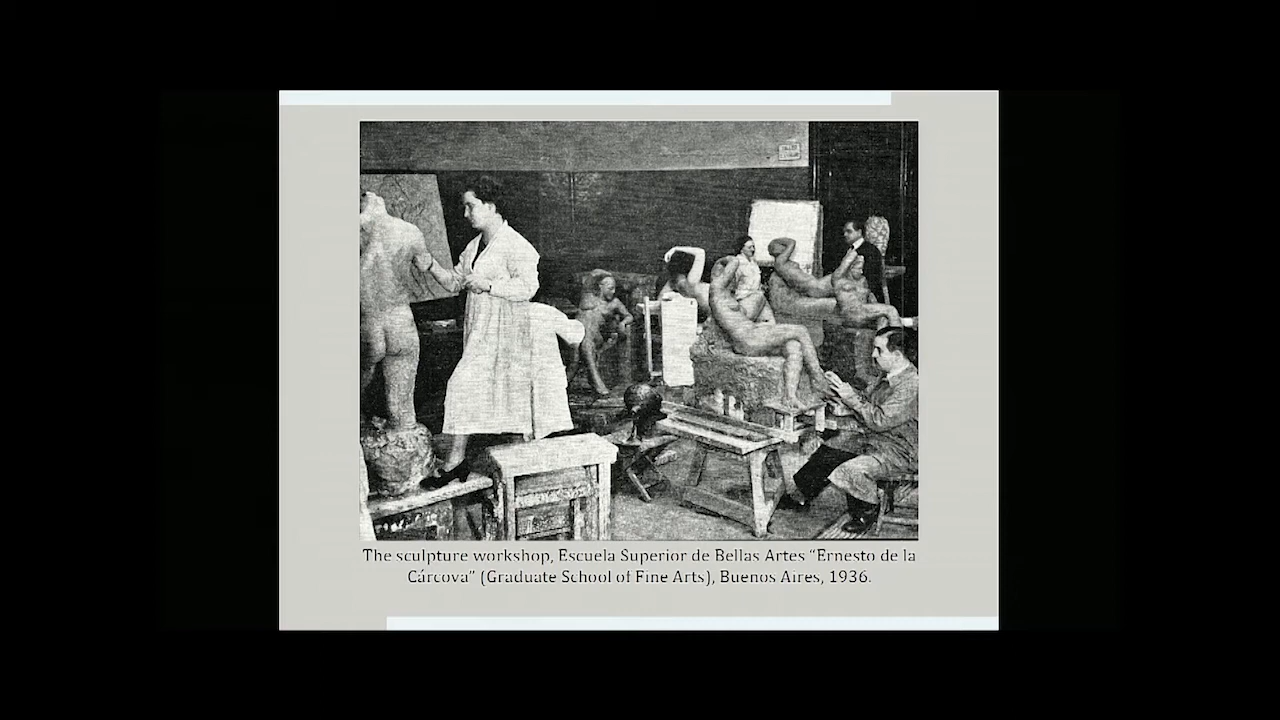 The sculpture workshop, Escuela Superior de Bellas Artes “Ernesto de la
Cárcova” (Graduate School of Fine Arts), Buenos Aires, 1936.